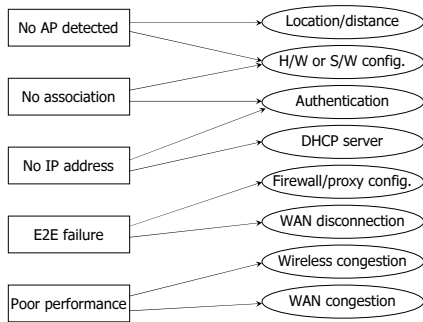 No AP detected
No association
No IP address
E2E failure
Poor performance
Location/distance
H/W or S/W config.
Authentication
DHCP server
Firewall/proxy config.
WAN disconnection
Wireless congestion
WAN congestion